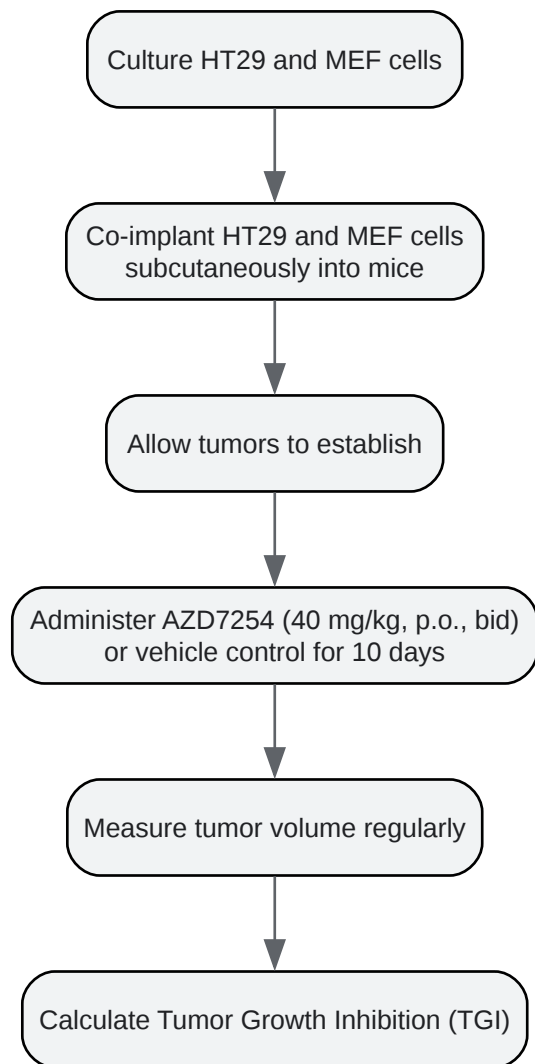 Culture HT29 and MEF cells
Co-implant HT29 and MEF cells
subcutaneously into mice
Allow tumors to establish
Administer AZD7254 (40 mg/kg, p.o., bid)
or vehicle control for 10 days
Measure tumor volume regularly
Calculate Tumor Growth Inhibition (TGI)